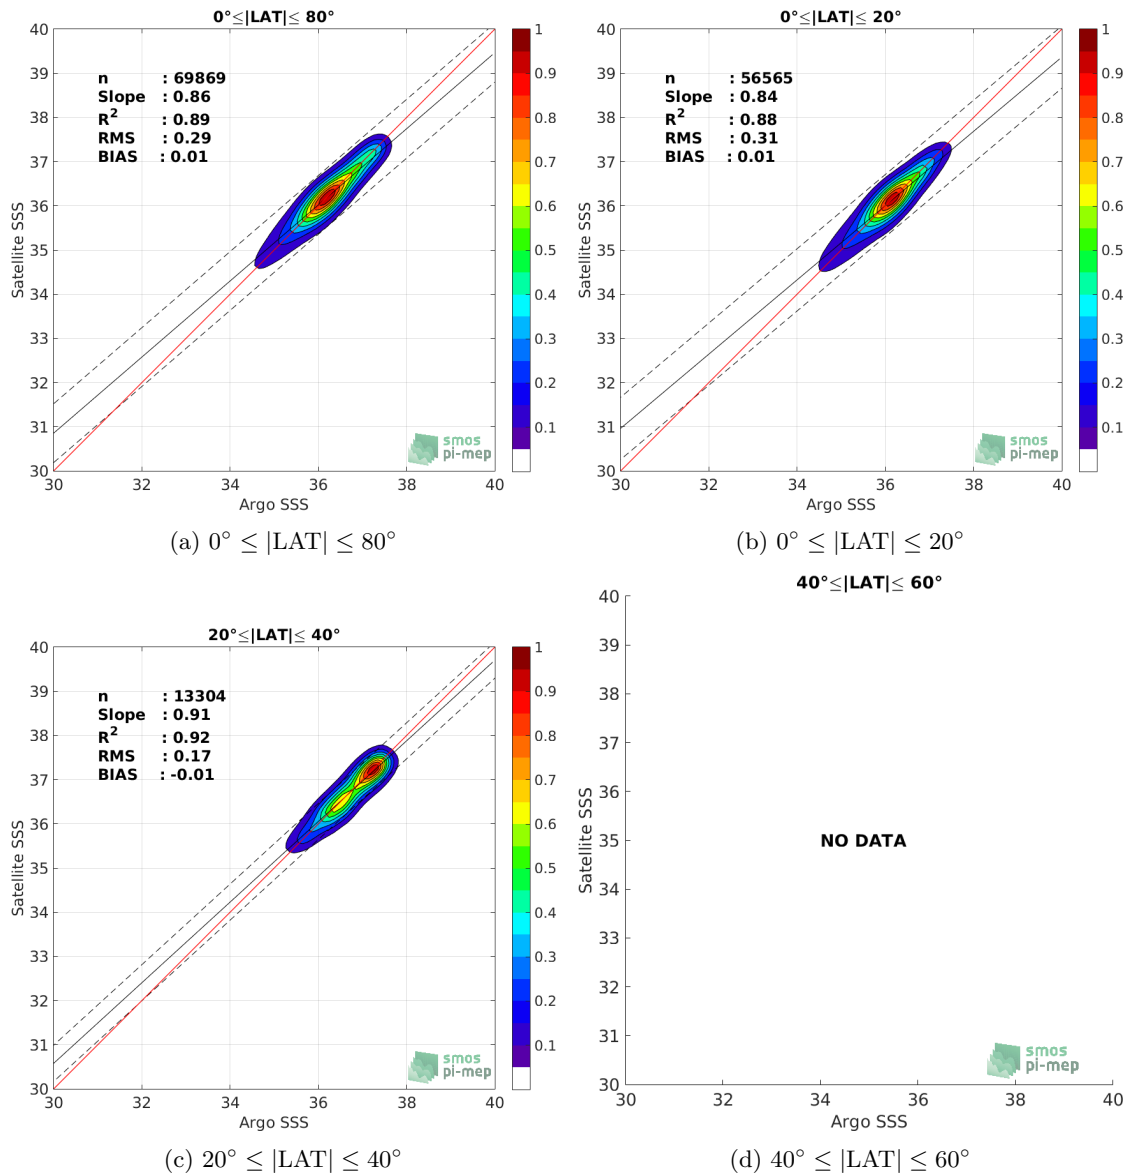 0°≤|LAT|≤ 80°
n : 69869
Slope : 0.86
R2 : 0.89
RMS : 0.29
BIAS : 0.01
40
39
38
37
36
35
34
33
32
31
30
Satellite SSS
30 32 34 36 38 40
Argo SSS
1
0.9
0.8
0.7
0.6
0.5
0.4
0.3
0.2
0.1
smos
pi-mep
(a) 0° ≤ |LAT| ≤ 80°
0°≤|LAT|≤ 20°
n : 56565
Slope : 0.84
R2 : 0.88
RMS : 0.31
BIAS : 0.01
40
39
38
37
36
35
34
33
32
31
30
Satellite SSS
30 32 34 36 38 40
Argo SSS
1
0.9
0.8
0.7
0.6
0.5
0.4
0.3
0.2
0.1
smos
pi-mep
(b) 0° ≤ |LAT| ≤ 20°
20°≤|LAT|≤ 40°
n : 13304
Slope : 0.91
R2 : 0.92
RMS : 0.17
BIAS : -0.01
40
39
38
37
36
35
34
33
32
31
30
Satellite SSS
30 32 34 36 38 40
Argo SSS
1
0.9
0.8
0.7
0.6
0.5
0.4
0.3
0.2
0.1
smos
pi-mep
(c) 20° ≤ |LAT| ≤ 40°
40°≤|LAT|≤ 60°
40
39
38
37
36
35
34
33
32
31
30
Satellite SSS
NO DATA
30 32 34 36 38 40
Argo SSS
smos
pi-mep
(d) 40° ≤ |LAT| ≤ 60°